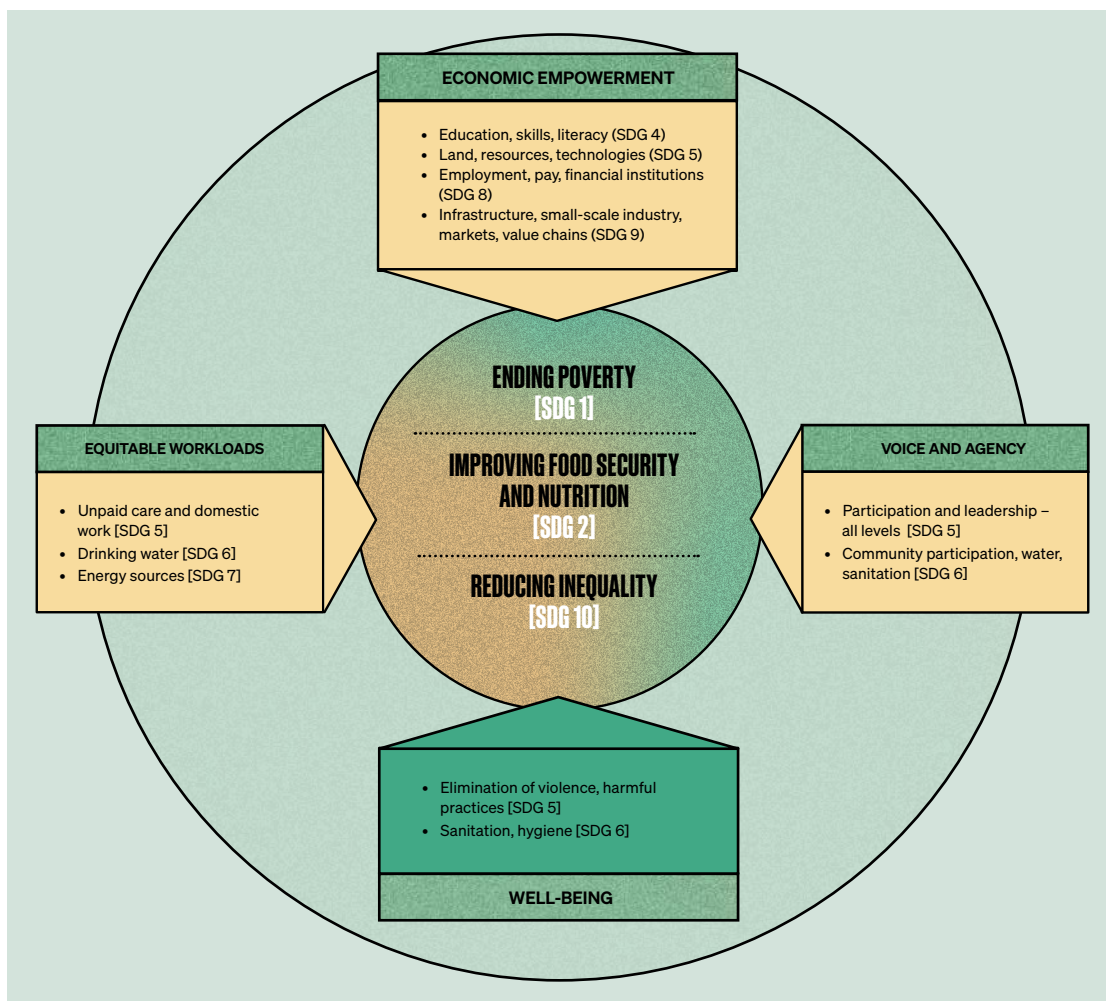 ECONOMIC EMPOWERMENT
• Education, skills, literacy (SDG 4)
• Land, resources, technologies (SDG 5)
• Employment, pay, financial institutions
(SDG 8)
• Infrastructure, small-scale industry,
markets, value chains (SDG 9)
ENDING POVERTY
[SDG 1]
IMPROVING FOOD SECURITY
AND NUTRITION
[SDG 2]
REDUCING INEQUALITY
[SDG 10]
EQUITABLE WORKLOADS
• Unpaid care and domestic
work [SDG 5]
• Drinking water [SDG 6]
• Energy sources [SDG 7]
VOICE AND AGENCY
• Participation and leadership –
all levels [SDG 5]
• Community participation, water,
sanitation [SDG 6]
• Elimination of violence, harmful
practices [SDG 5]
• Sanitation, hygiene [SDG 6]
WELL-BEING